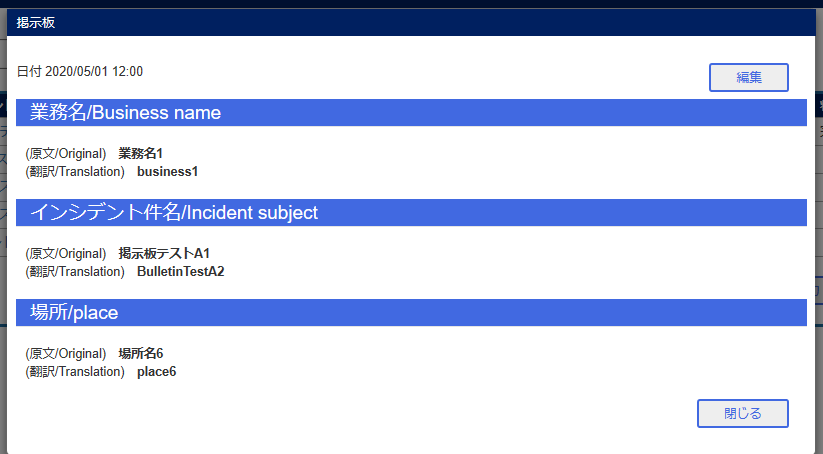 掲示板
日付 2020/05/01 12:00
編集
業務名/Business name
(原文/Original) 業務名1
(翻訳/Translation) business1
インシデント件名/Incident subject
(原文/Original) 掲示板テストA1
(翻訳/Translation) BulletinTestA2
場所/place
(原文/Original) 場所名6
(翻訳/Translation) place6
閉じる